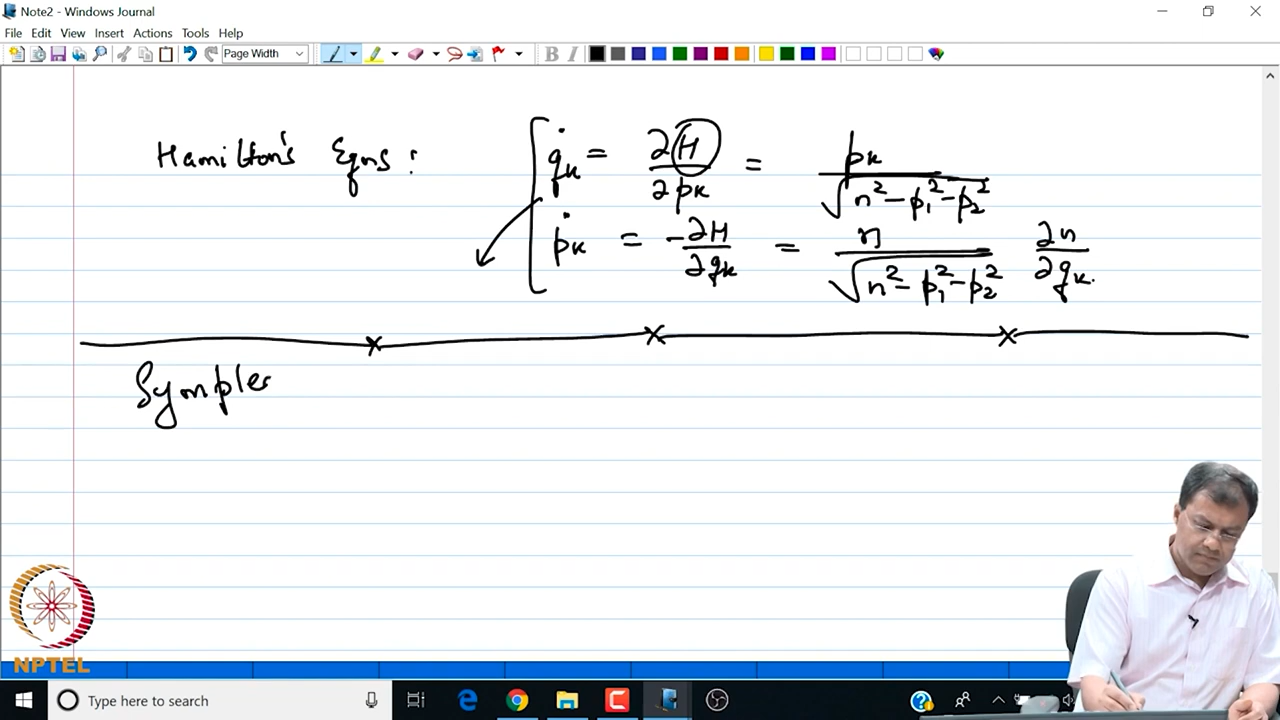 Note2 - Windows Journal
File Edit View Insert Actions Tools Help
Page Width
B I
Hamilton's Eqns :
q̇k = ∂H/∂pk = pk/√(n² - p₁² - p₂²)
ṗk = -∂H/∂qk = n/√(n² - p₁² - p₂²) ∂n/∂qk.
Symplec
NPTEL
Type here to search